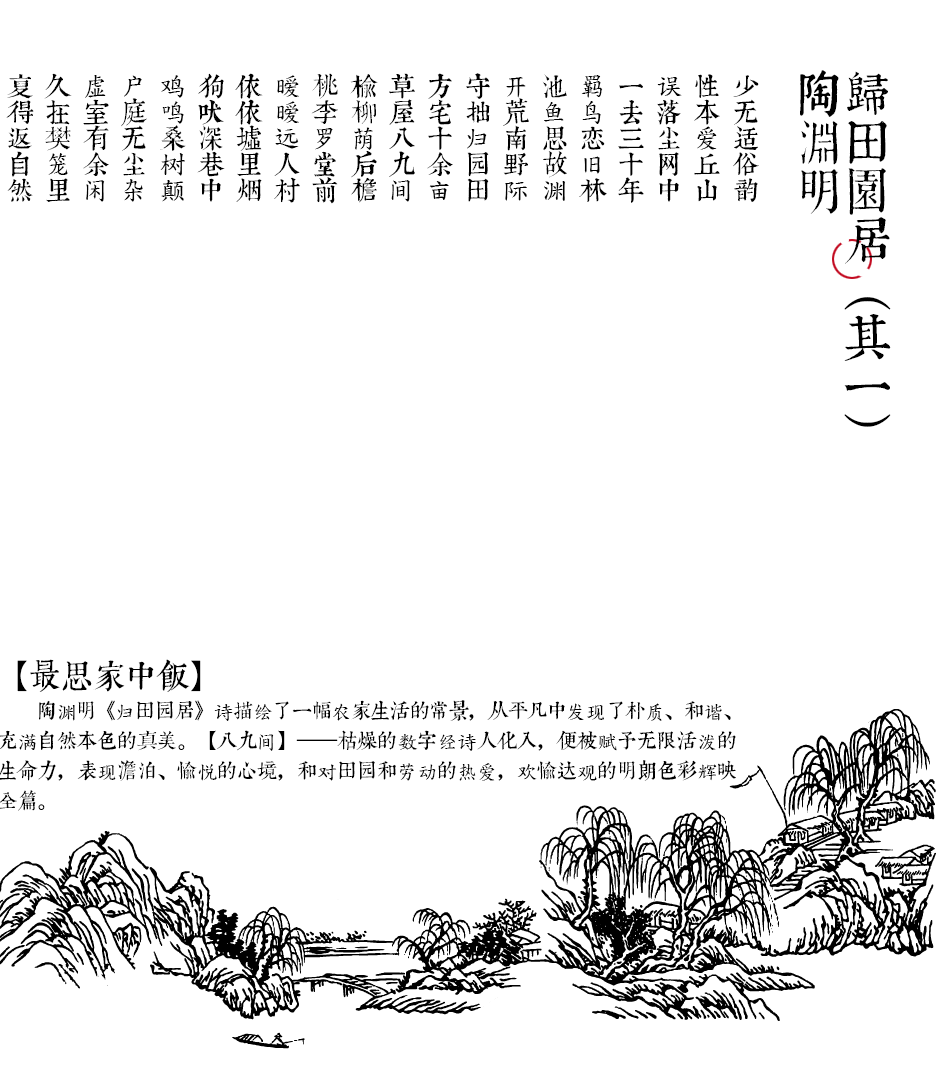 歸田園居（其一）
陶淵明
少无适俗韵
性本爱丘山
误落尘网中
一去三十年
羁鸟恋旧林
池鱼思故渊
开荒南野际
守拙归园田
方宅十余亩
草屋八九间
榆柳荫后檐
桃李罗堂前
暧暧远人村
依依墟里烟
狗吠深巷中
鸡鸣桑树颠
户庭无尘杂
虚室有余闲
久在樊笼里
复得返自然
【最思家中飯】
陶渊明《归田园居》诗描绘了一幅农家生活的常景，从平凡中发现了朴质、和谐、
充满自然本色的真美。【八九间】——枯燥的数字经诗人化入，便被赋予无限活泼的
生命力，表现澹泊、愉悦的心境，和对田园和劳动的热爱，欢愉达观的明朗色彩辉映
全篇。